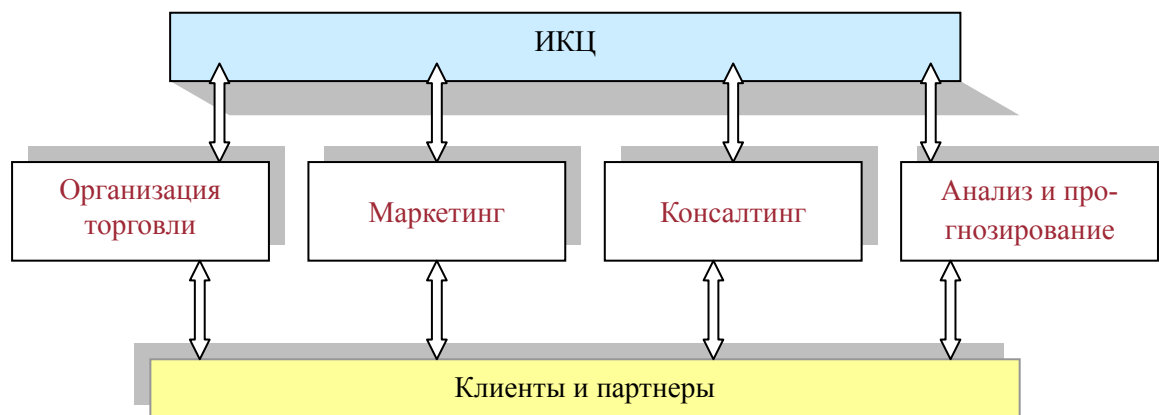 ИКЦ
Организация
торговли
Маркетинг
Консалтинг
Анализ и про-
гнозирование
Клиенты и партнеры